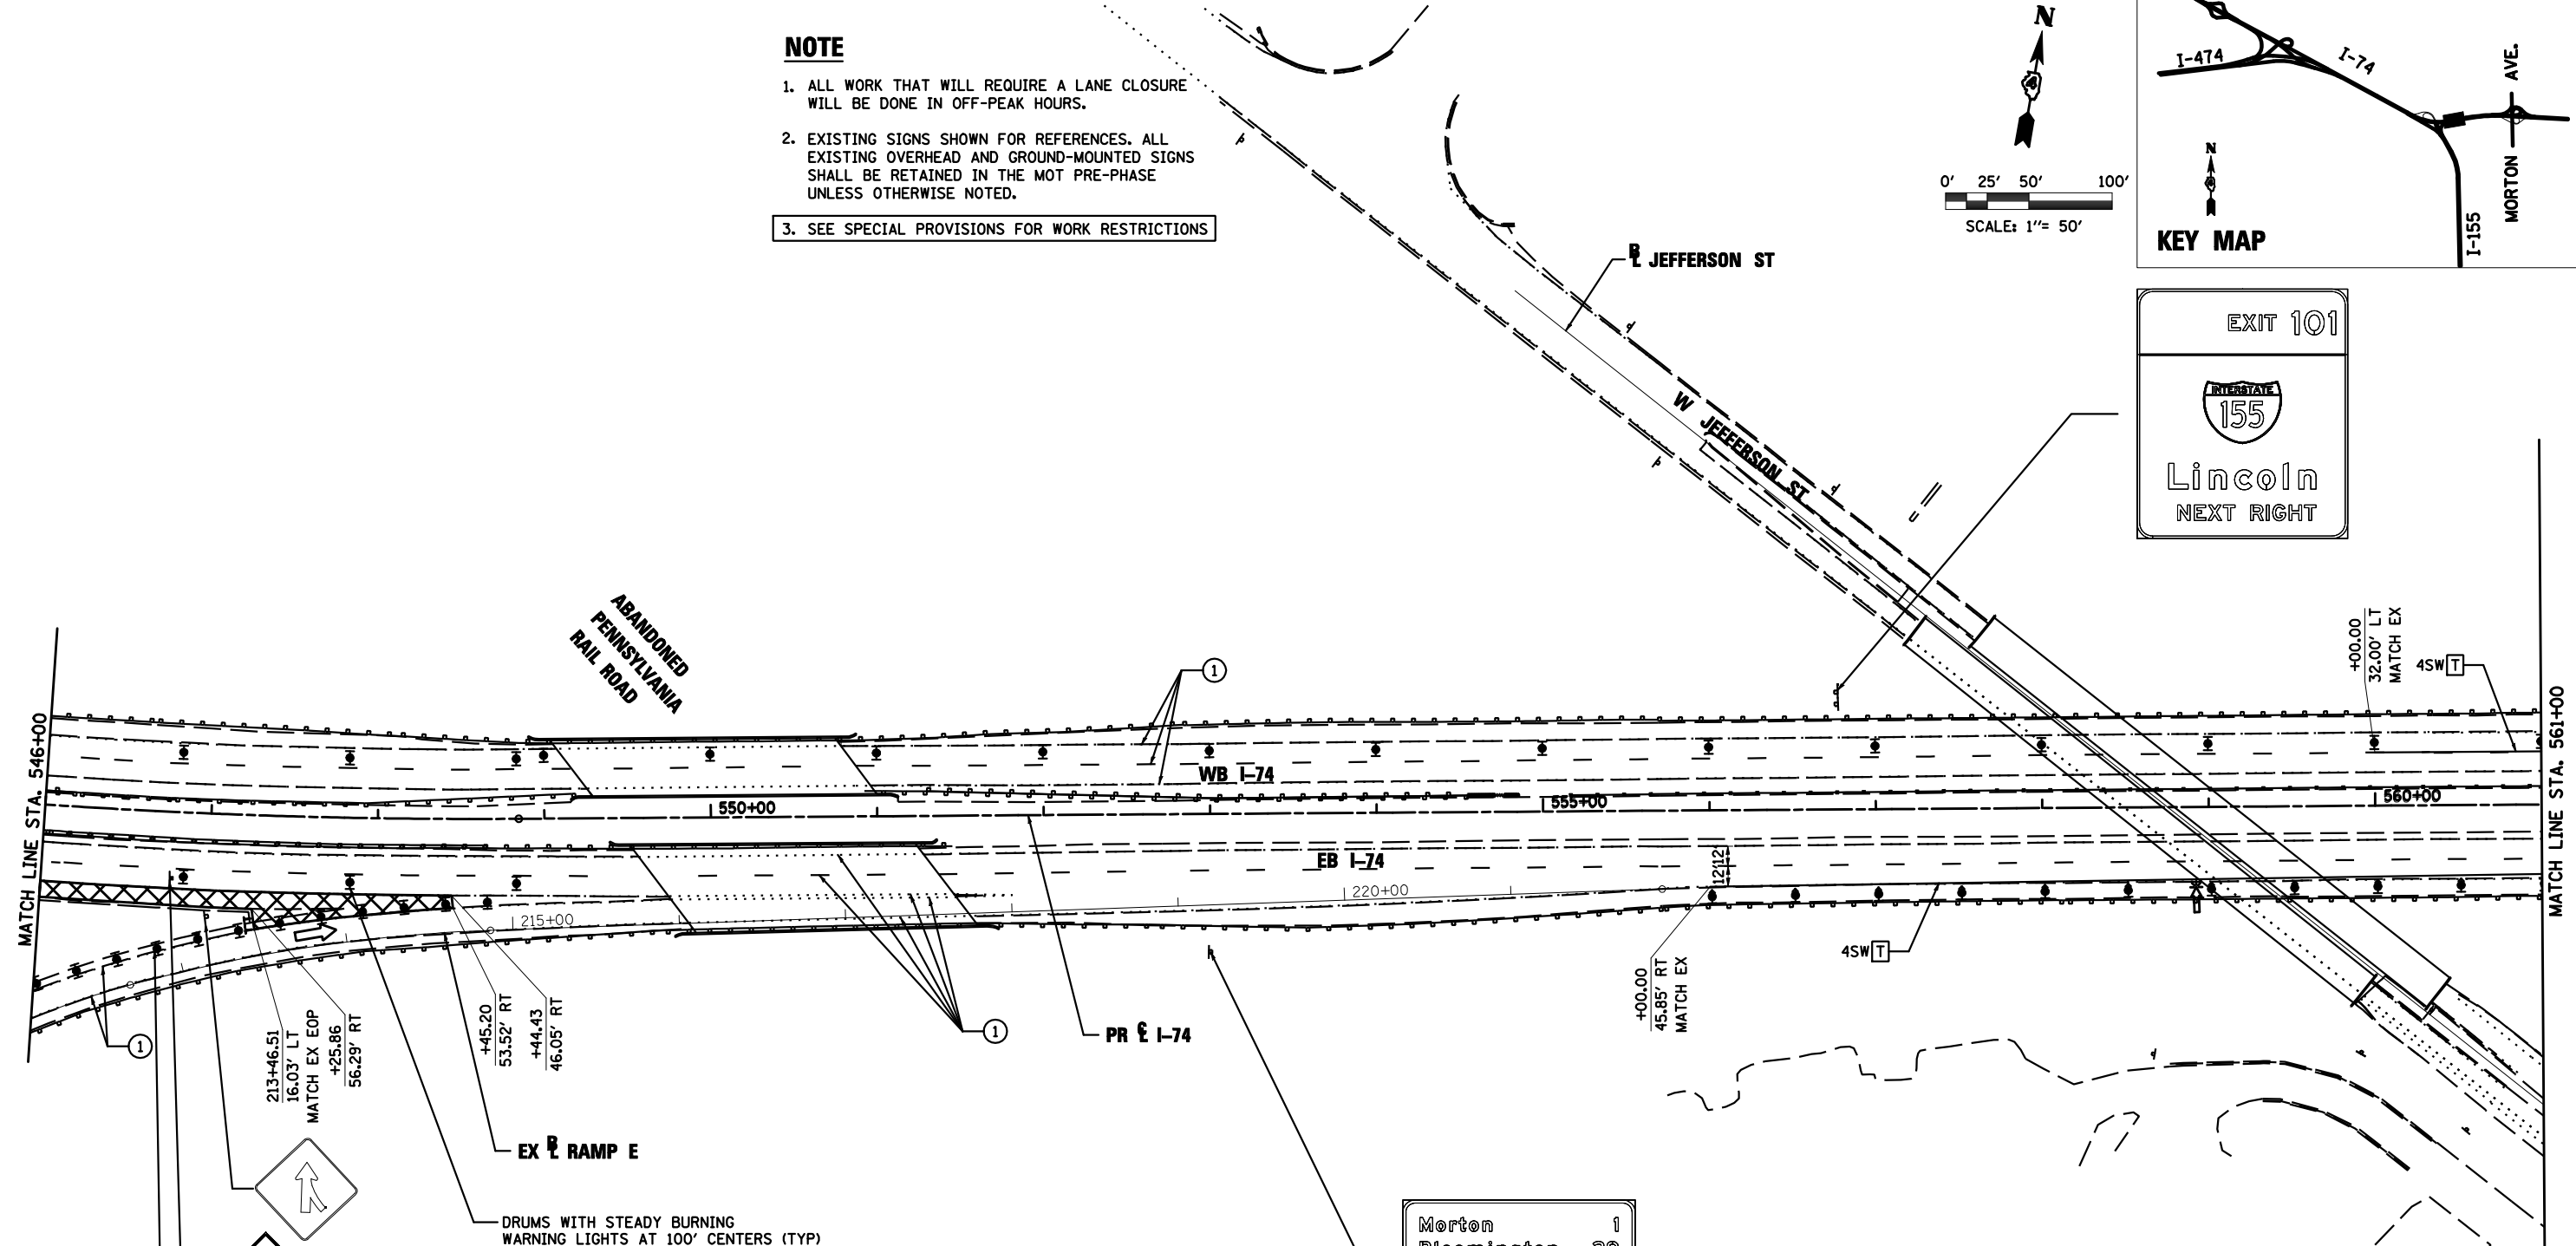 NOTE
1. ALL WORK THAT WILL REQUIRE A LANE CLOSURE
WILL BE DONE IN OFF-PEAK HOURS.
2. EXISTING SIGNS SHOWN FOR REFERENCES. ALL
EXISTING OVERHEAD AND GROUND-MOUNTED SIGNS
SHALL BE RETAINED IN THE MOT PRE-PHASE
UNLESS OTHERWISE NOTED.
3. SEE SPECIAL PROVISIONS FOR WORK RESTRICTIONS
N
0' 25' 50' 100'
SCALE: 1"= 50'
I-474
I-74
MORTON AVE.
N
I-155
KEY MAP
BL JEFFERSON ST
EXIT 101
INTERSTATE
155
Lincoln
NEXT RIGHT
W JEFFERSON ST
ABANDONED
PENNSYLVANIA
RAIL ROAD
1
+00.00
32.00' LT
MATCH EX
4SW T
MATCH LINE STA. 546+00
MATCH LINE STA. 561+00
WB I-74
550+00
555+00
560+00
EB I-74
12'
12'
215+00
220+00
4SW T
+00.00
45.85' RT
MATCH EX
1
213+46.51
16.03' LT
MATCH EX EOP
+25.86
56.29' RT
+45.20
53.52' RT
+44.43
46.05' RT
1
PR CL I-74
EX BL RAMP E
DRUMS WITH STEADY BURNING
WARNING LIGHTS AT 100' CENTERS (TYP)
Morton 1